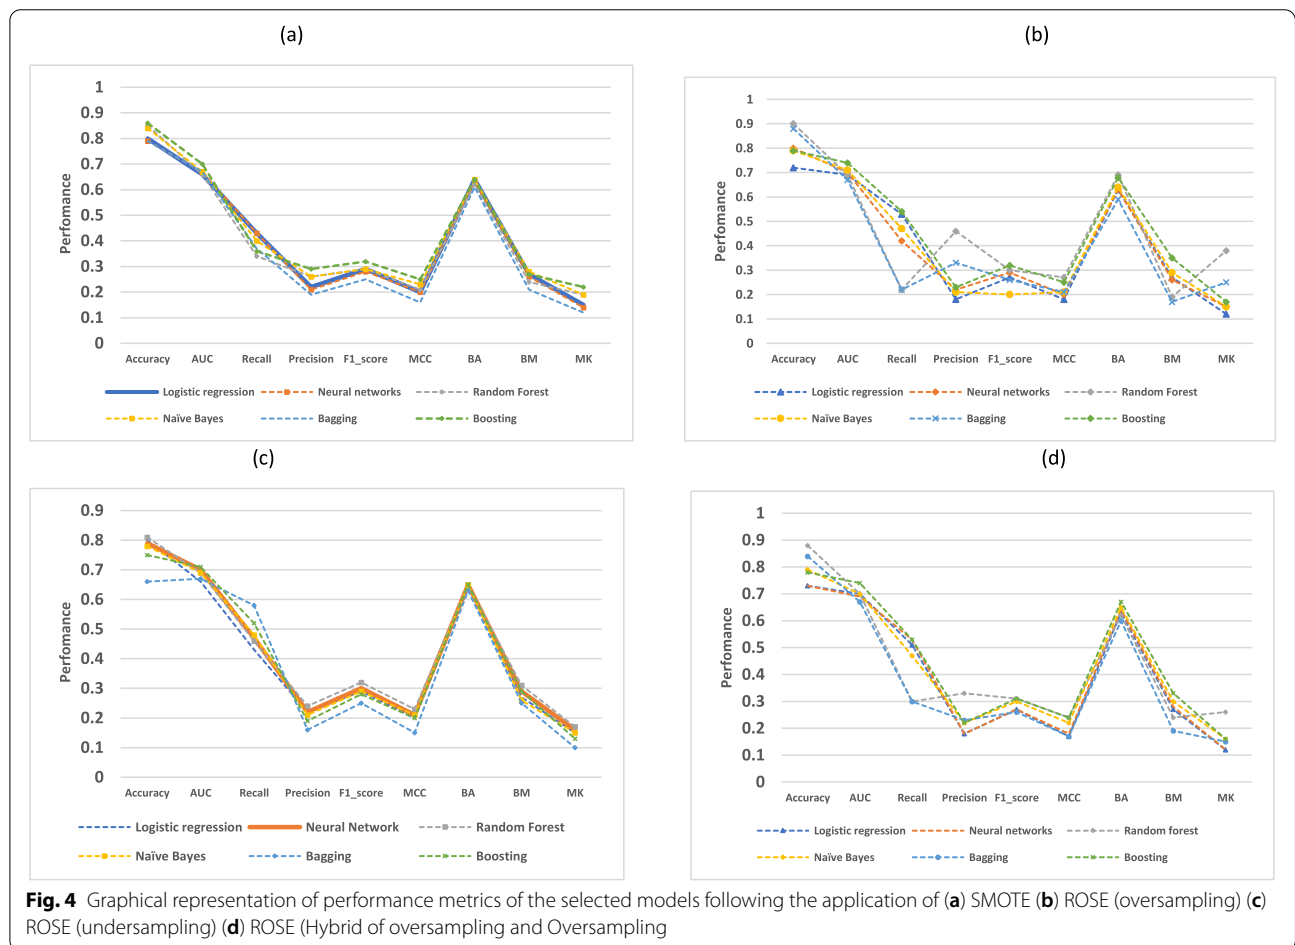 (a)
(b)
1
0.9
0.8
0.7
0.6
0.5
0.4
0.3
0.2
0.1
0
Perfomance
Accuracy AUC Recall Precision F1_score MCC BA BM MK
Logistic regression Neural networks Random Forest
Naïve Bayes Bagging Boosting
1
0.9
0.8
0.7
0.6
0.5
0.4
0.3
0.2
0.1
0
Perfomance
Accuracy AUC Recall Precision F1_score MCC BA BM MK
Logistic regression Neural networks Random Forest
Naïve Bayes Bagging Boosting
(c)
(d)
0.9
0.8
0.7
0.6
0.5
0.4
0.3
0.2
0.1
0
Perfomance
Accuracy AUC Recall Precision F1_score MCC BA BM MK
Logistic regression Neural Network Random Forest
Naïve Bayes Bagging Boosting
1
0.9
0.8
0.7
0.6
0.5
0.4
0.3
0.2
0.1
0
Perfomance
Accuracy AUC Recall Precision F1_score MCC BA BM MK
Logistic regression Neural networks Random forest
Naïve Bayes Bagging Boosting
Fig. 4 Graphical representation of performance metrics of the selected models following the application of (a) SMOTE (b) ROSE (oversampling) (c)
ROSE (undersampling) (d) ROSE (Hybrid of oversampling and Oversampling